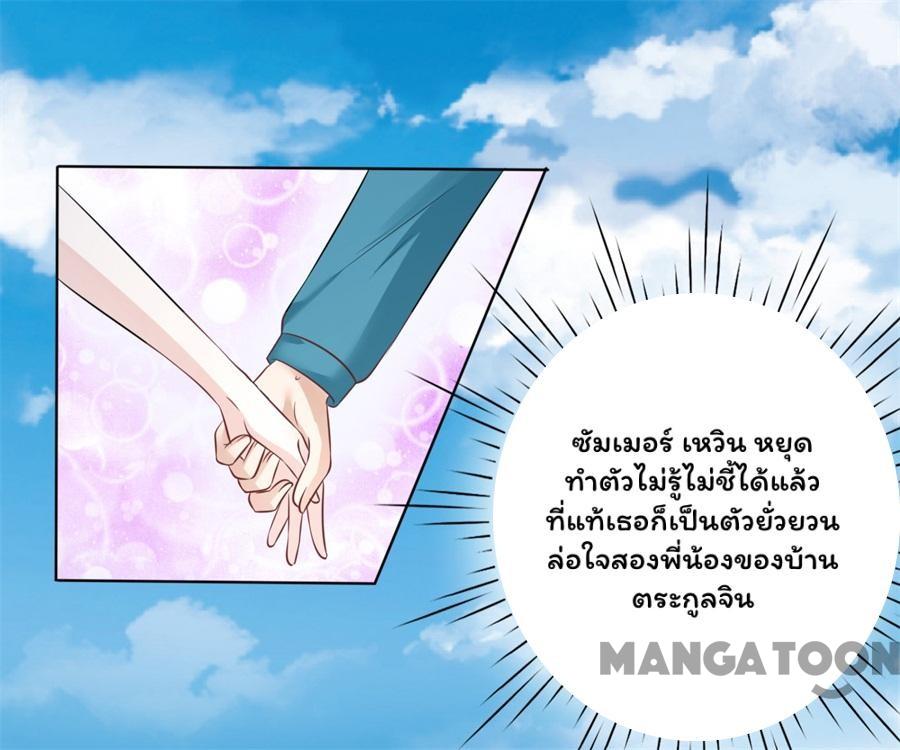 ซัมเมอร์ เหวิน หยุด
ทำตัวไม่รู้ไม่ชี้ได้แล้ว
ที่แท้เธอก็เป็นตัวยั่วยวน
ล่อใจสองพี่น้องของบ้าน
ตระกูลจิน
MANGATOON